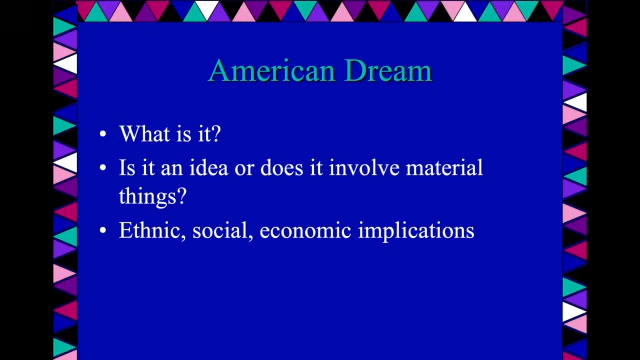 American Dream
• What is it?
• Is it an idea or does it involve material
things?
• Ethnic, social, economic implications